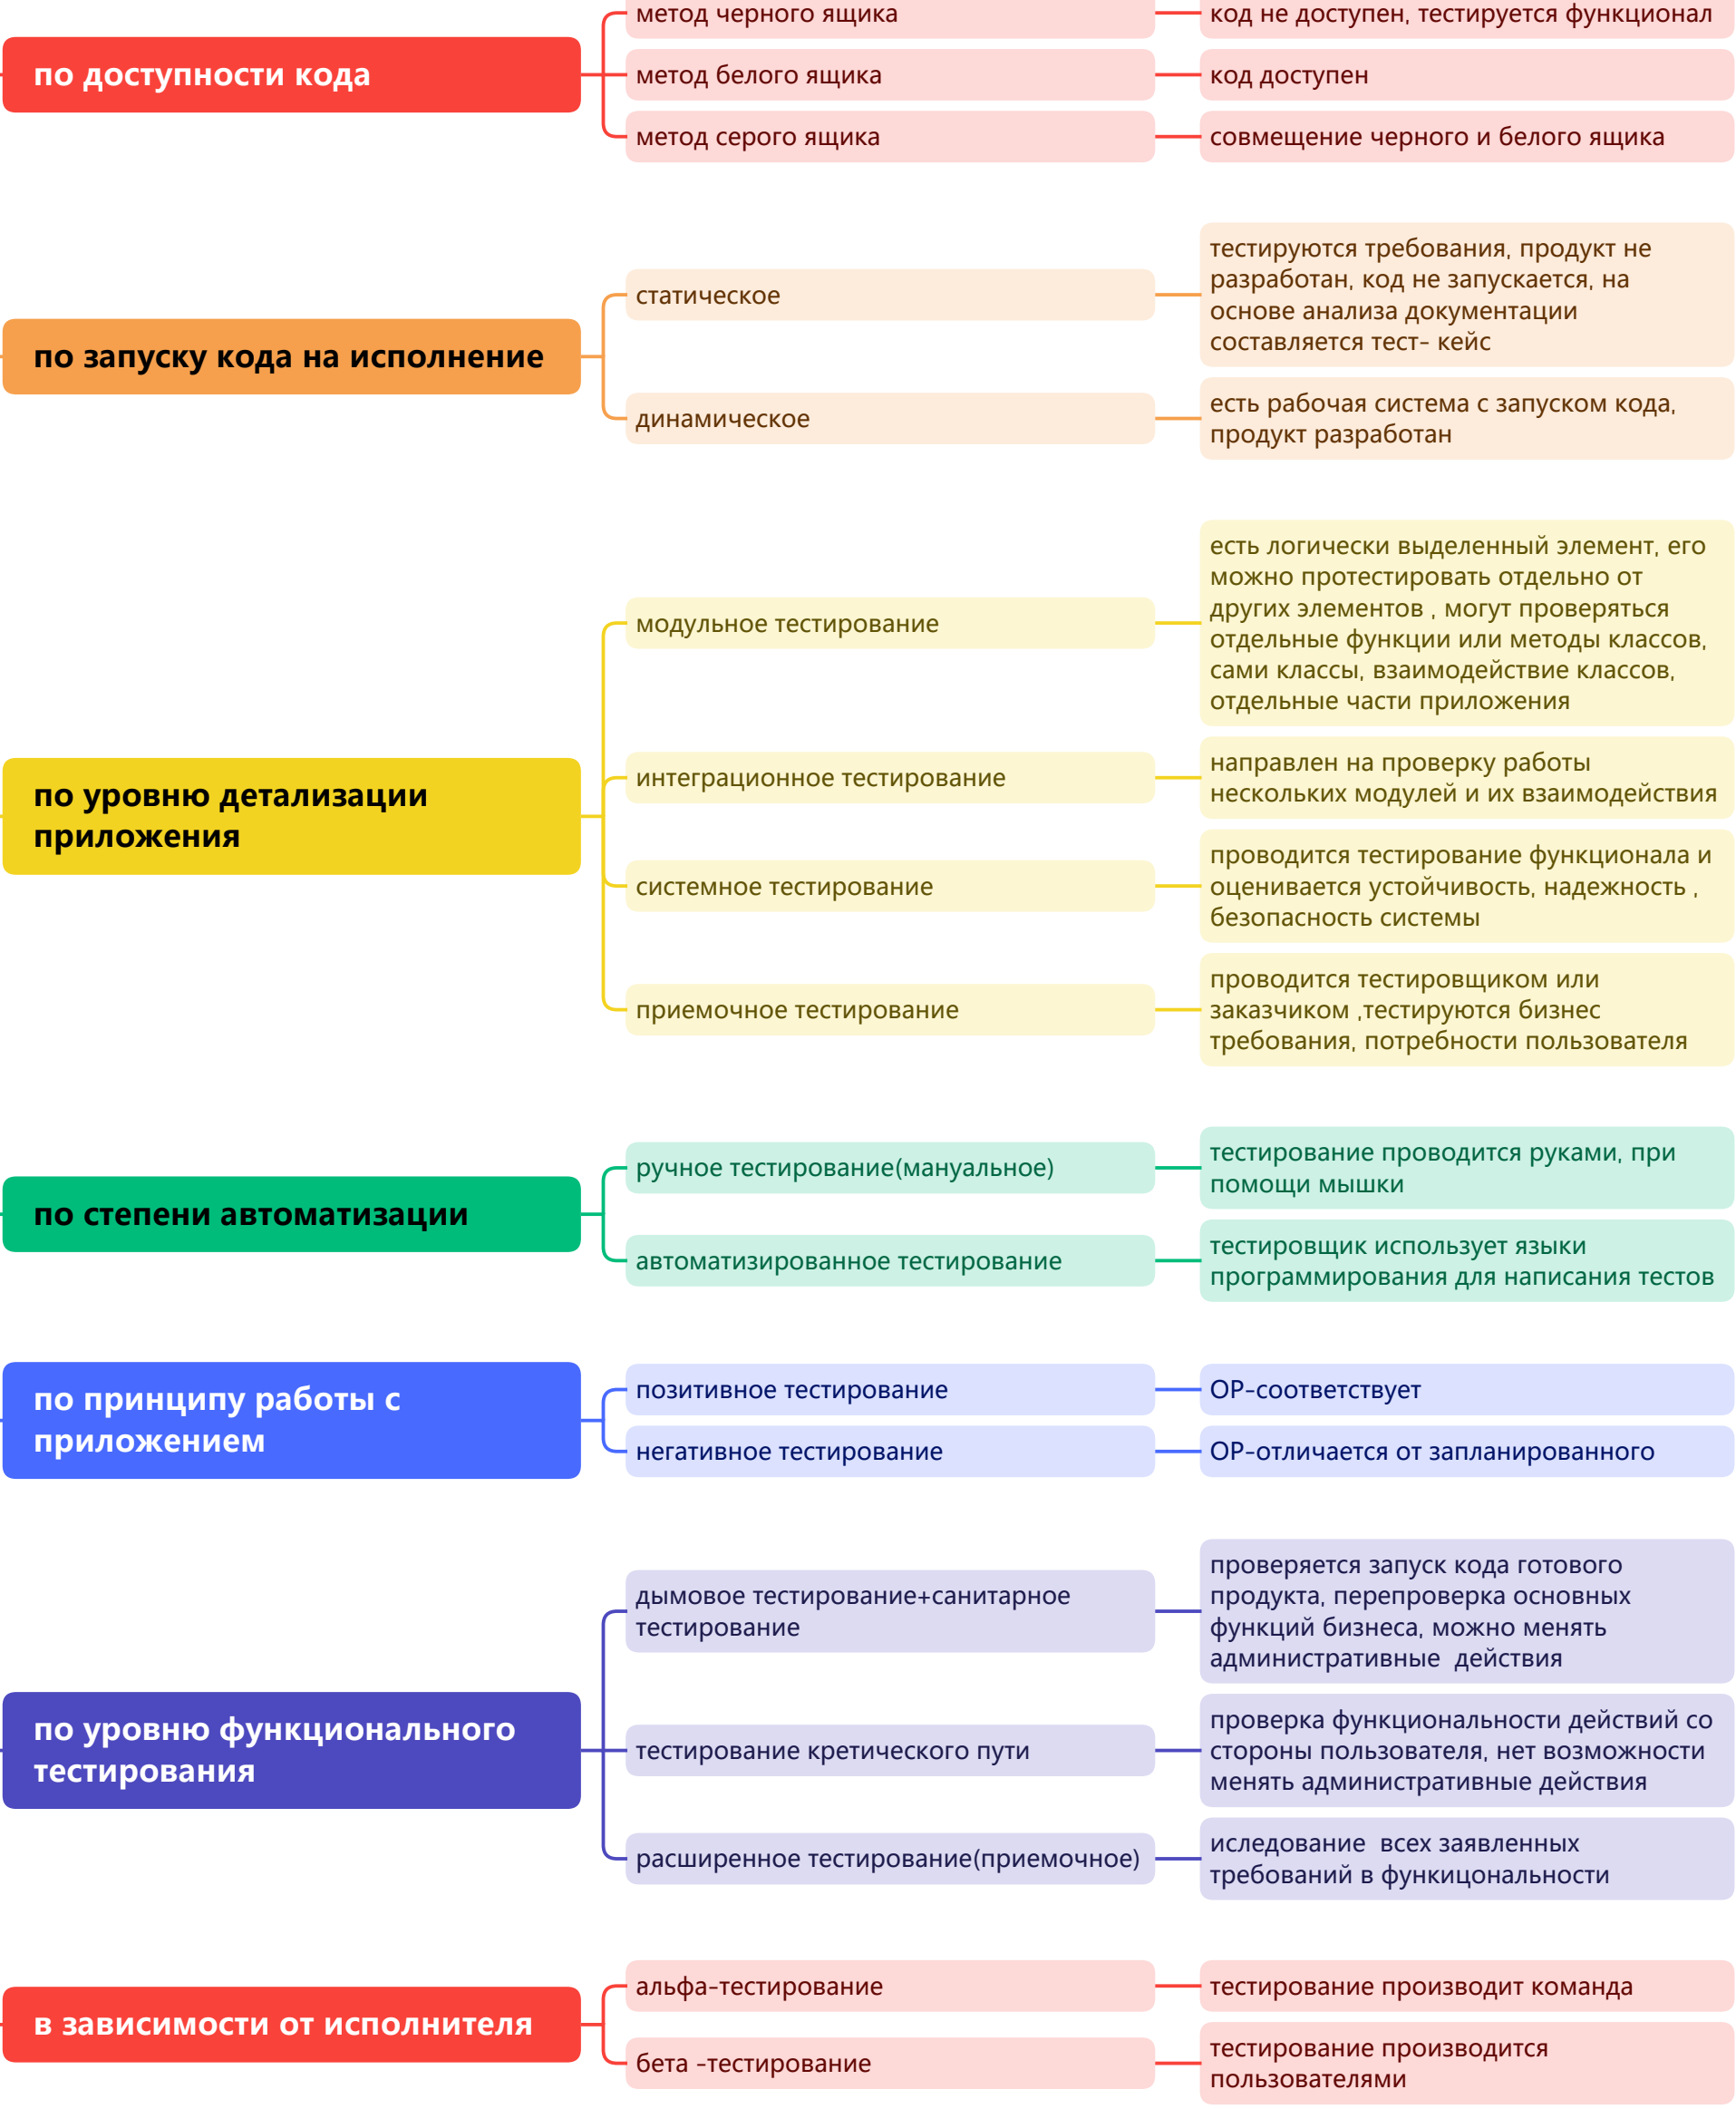 метод черного ящика
код не доступен, тестируется функционал
по доступности кода
метод белого ящика
код доступен
метод серого ящика
совмещение черного и белого ящика
по запуску кода на исполнение
статическое
тестируются требования, продукт не
разработан, код не запускается, на
основе анализа документации
составляется тест- кейс
динамическое
есть рабочая система с запуском кода,
продукт разработан
по уровню детализации
приложения
модульное тестирование
есть логически выделенный элемент, его
можно протестировать отдельно от
других элементов , могут проверяться
отдельные функции или методы классов,
сами классы, взаимодействие классов,
отдельные части приложения
интеграционное тестирование
направлен на проверку работы
нескольких модулей и их взаимодействия
системное тестирование
проводится тестирование функционала и
оценивается устойчивость, надежность ,
безопасность системы
приемочное тестирование
проводится тестировщиком или
заказчиком ,тестируются бизнес
требования, потребности пользователя
по степени автоматизации
ручное тестирование(мануальное)
тестирование проводится руками, при
помощи мышки
автоматизированное тестирование
тестировщик использует языки
программирования для написания тестов
по принципу работы с
приложением
позитивное тестирование
ОР-соответствует
негативное тестирование
ОР-отличается от запланированного
по уровню функционального
тестирования
дымовое тестирование+санитарное
тестирование
проверяется запуск кода готового
продукта, перепроверка основных
функций бизнеса, можно менять
административные  действия
тестирование кретического пути
проверка функциональности действий со
стороны пользователя, нет возможности
менять административные действия
расширенное тестирование(приемочное)
иследование  всех заявленных
требований в функицональности
в зависимости от исполнителя
альфа-тестирование
тестирование производит команда
бета -тестирование
тестирование производится
пользователями